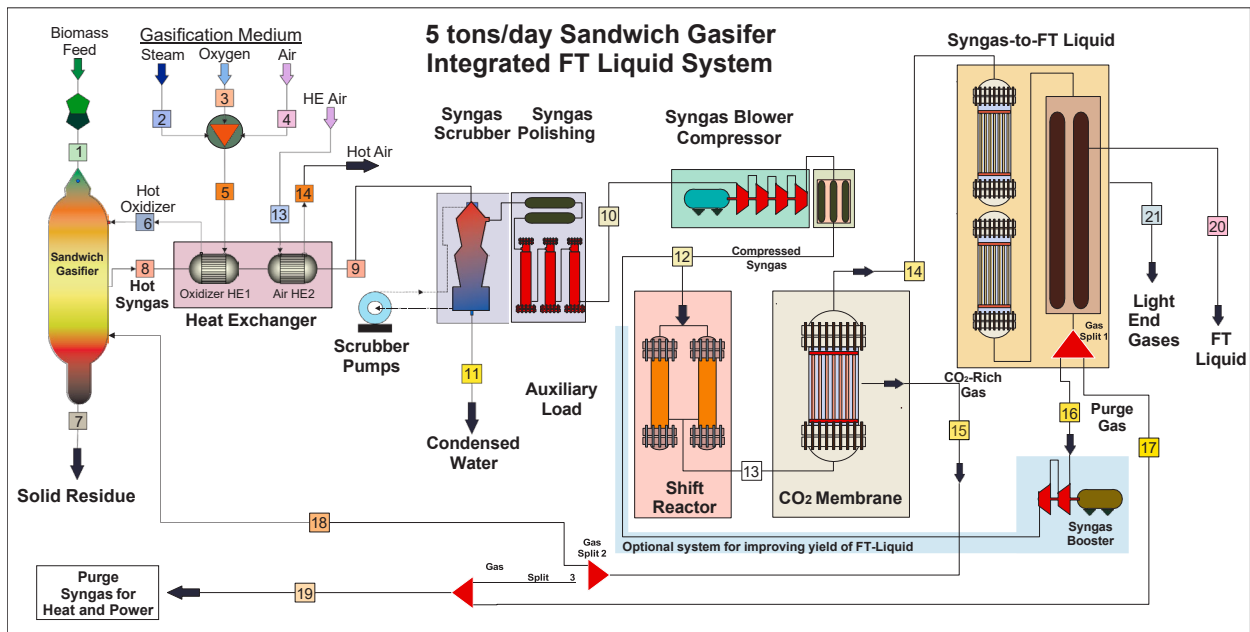 5 tons/day Sandwich Gasifer
Integrated FT Liquid System
Biomass
Feed
Gasification Medium
Steam
Oxygen
Air
HE Air
1
2
3
4
5
13
14
Hot Air
Hot
Oxidizer
6
Sandwich
Gasifier
8
Hot
Syngas
Oxidizer HE1
Air HE2
Heat Exchanger
9
7
Solid Residue
Syngas
Scrubber
Syngas
Polishing
Scrubber
Pumps
11
Condensed
Water
Auxiliary
Load
10
Syngas Blower
Compressor
Compressed
Syngas
12
Shift
Reactor
13
CO2 Membrane
14
Syngas-to-FT Liquid
Gas
Split 1
21
20
Light
End
Gases
FT
Liquid
CO2-Rich
Gas
15
16
Purge
Gas
17
Syngas
Booster
Optional system for improving yield of FT-Liquid
18
Gas
Split 2
Gas
Split 3
19
Purge
Syngas for
Heat and Power